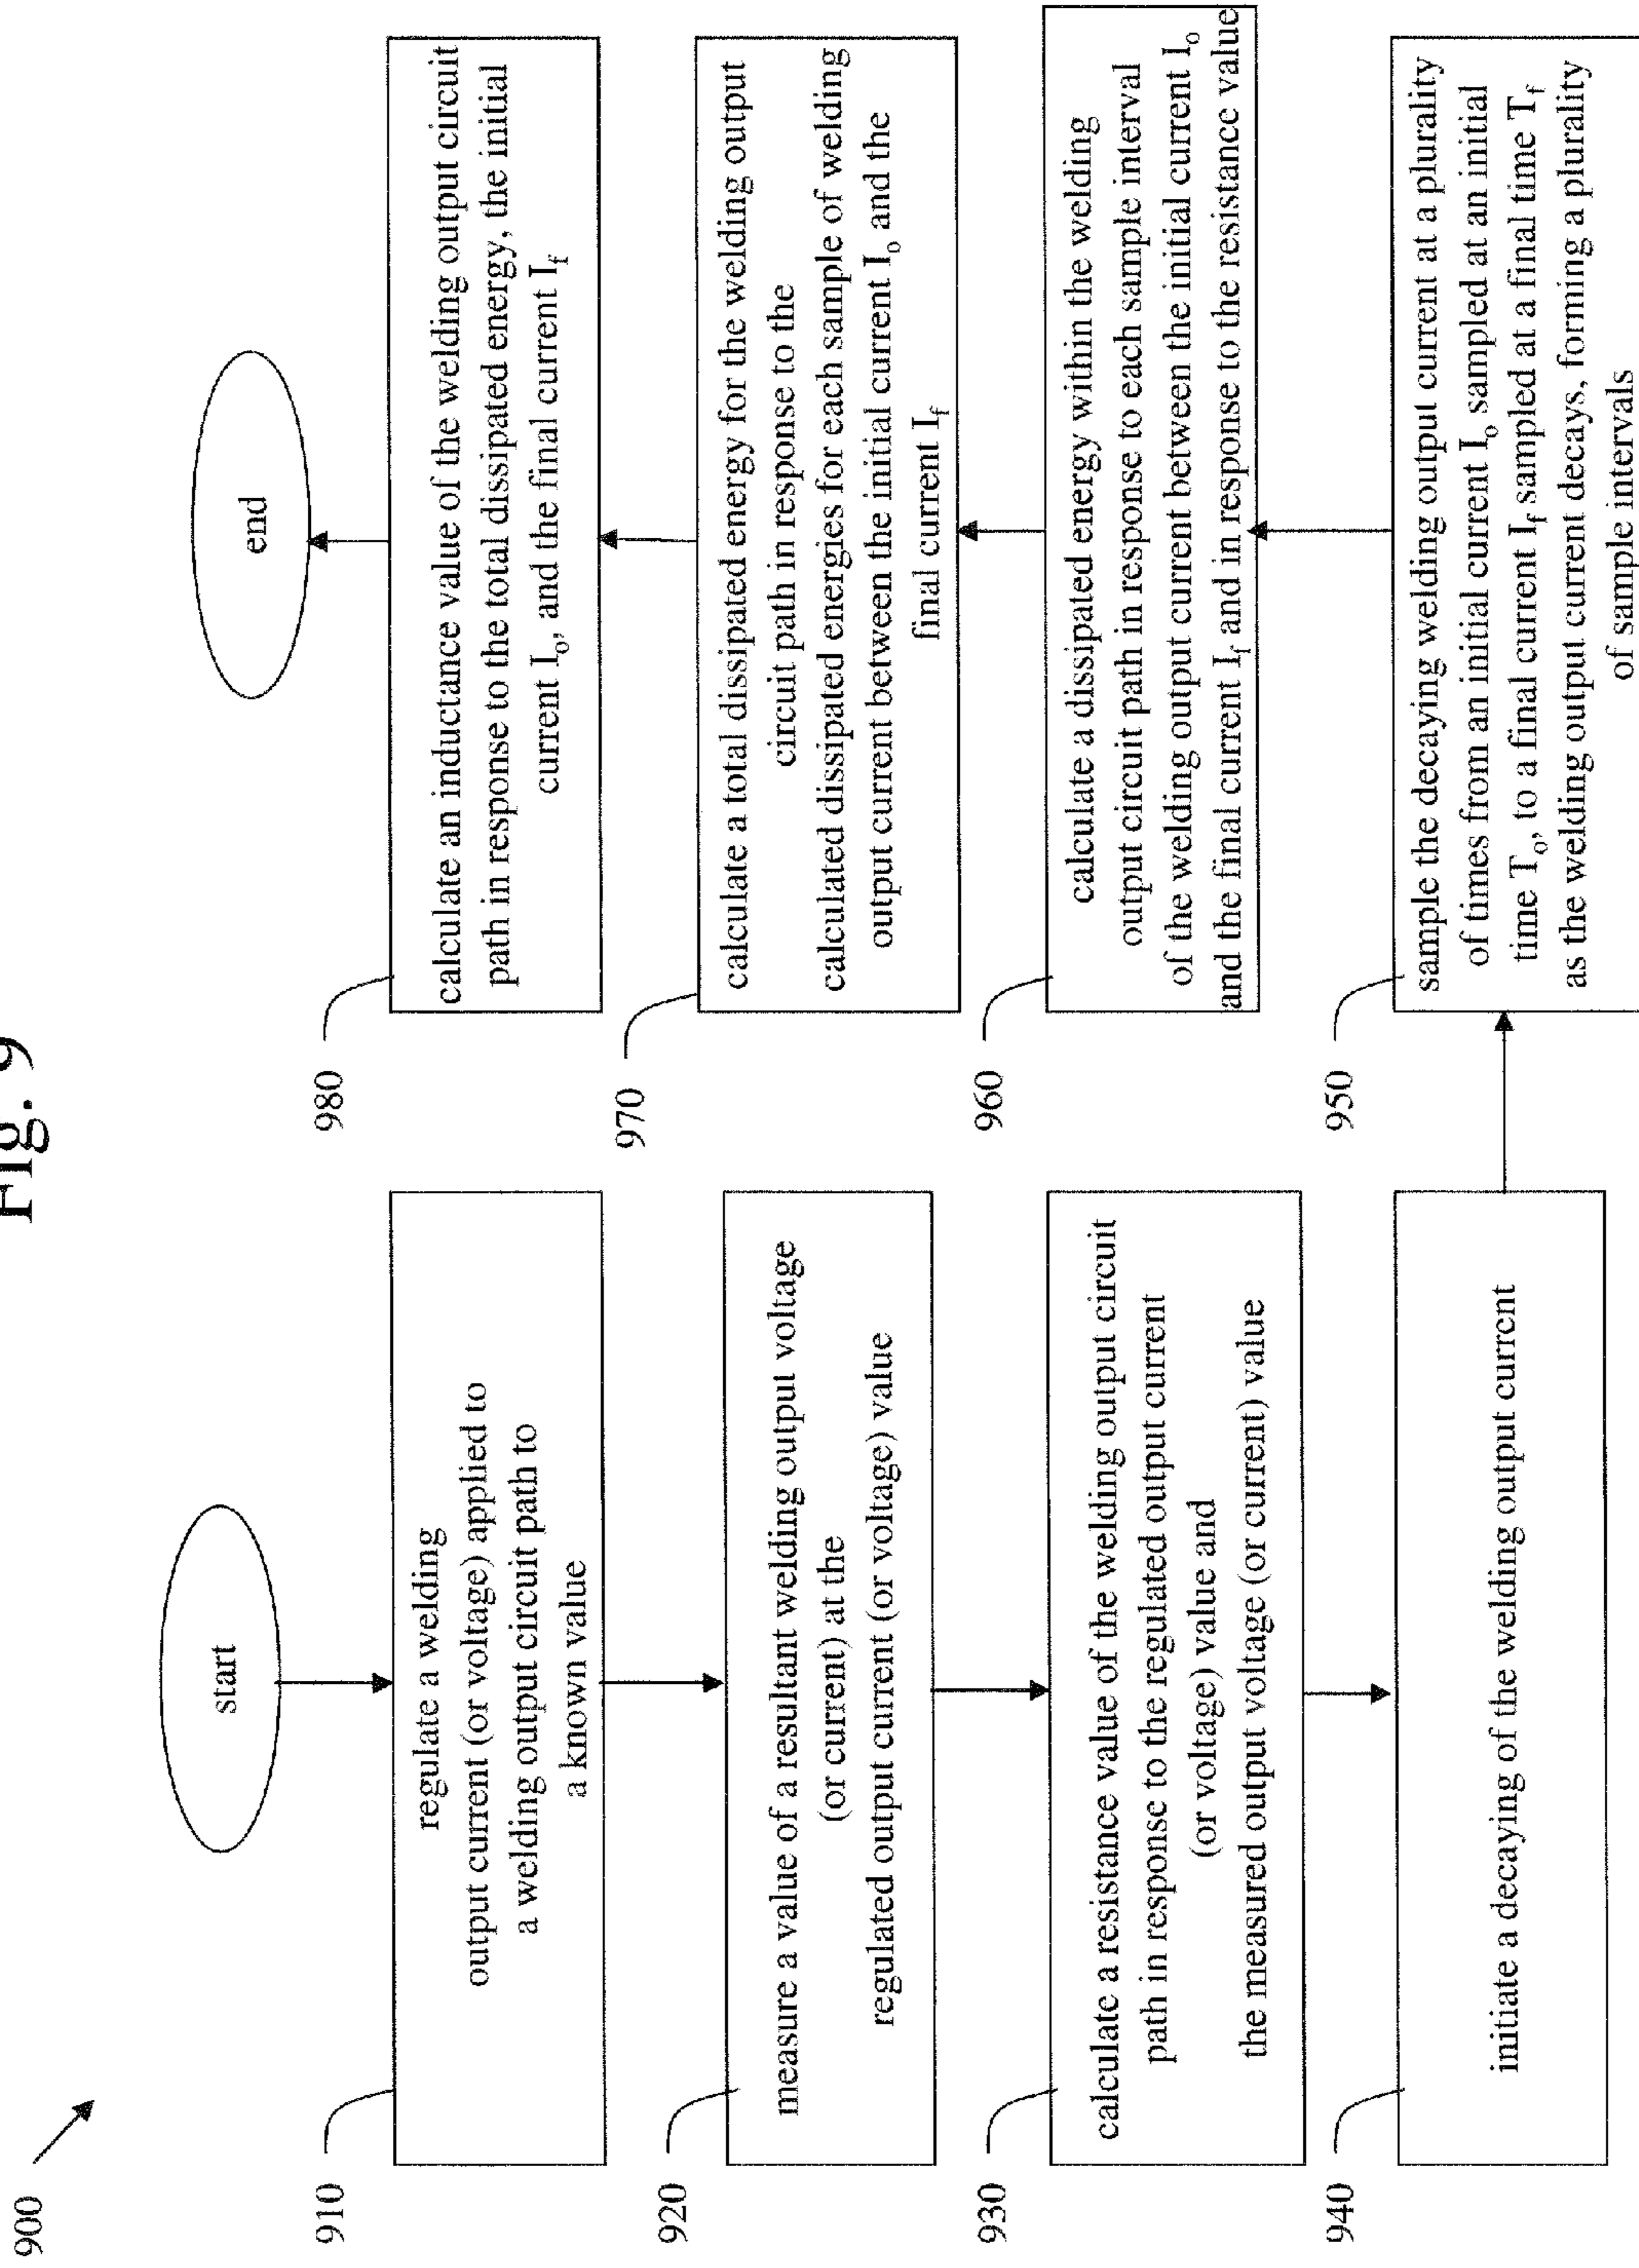 Fig. 9
900
start
910
regulate a welding
output current (or voltage) applied to
a welding output circuit path to
a known value
920
measure a value of a resultant welding output voltage
(or current) at the
regulated output current (or voltage) value
930
calculate a resistance value of the welding output circuit
path in response to the regulated output current
(or voltage) value and
the measured output voltage (or current) value
940
initiate a decaying of the welding output current
950
sample the decaying welding output current at a plurality
of times from an initial current Io sampled at an initial
time To, to a final current If sampled at a final time Tf
as the welding output current decays, forming a plurality
of sample intervals
960
calculate a dissipated energy within the welding
output circuit path in response to each sample interval
of the welding output current between the initial current Io
and the final current If and in response to the resistance value
970
calculate a total dissipated energy for the welding output
circuit path in response to the
calculated dissipated energies for each sample of welding
output current between the initial current Io and the
final current If
980
calculate an inductance value of the welding output circuit
path in response to the total dissipated energy, the initial
current Io, and the final current If
end